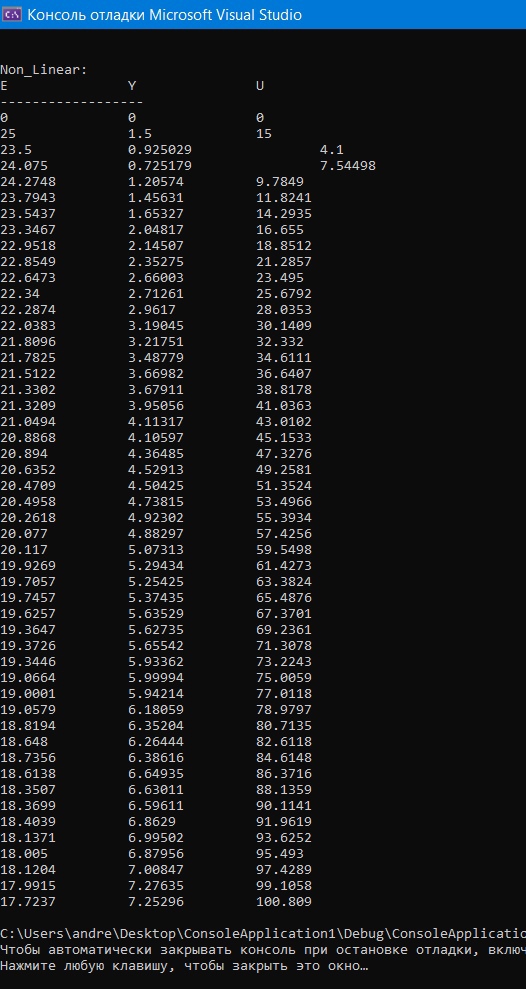 Консоль отладки Microsoft Visual Studio
Non_Linear:
E Y U
------------------
0 0 0
25 1.5 15
23.5 0.925029 4.1
24.075 0.725179 7.54498
24.2748 1.20574 9.7849
23.7943 1.45631 11.8241
23.5437 1.65327 14.2935
23.3467 2.04817 16.655
22.9518 2.14507 18.8512
22.8549 2.35275 21.2857
22.6473 2.66003 23.495
22.34 2.71261 25.6792
22.2874 2.9617 28.0353
22.0383 3.19045 30.1409
21.8096 3.21751 32.332
21.7825 3.48779 34.6111
21.5122 3.66982 36.6407
21.3302 3.67911 38.8178
21.3209 3.95056 41.0363
21.0494 4.11317 43.0102
20.8868 4.10597 45.1533
20.894 4.36485 47.3276
20.6352 4.52913 49.2581
20.4709 4.50425 51.3524
20.4958 4.73815 53.4966
20.2618 4.92302 55.3934
20.077 4.88297 57.4256
20.117 5.07313 59.5498
19.9269 5.29434 61.4273
19.7057 5.25425 63.3824
19.7457 5.37435 65.4876
19.6257 5.63529 67.3701
19.3647 5.62735 69.2361
19.3726 5.65542 71.3078
19.3446 5.93362 73.2243
19.0664 5.99994 75.0059
19.0001 5.94214 77.0118
19.0579 6.18059 78.9797
18.8194 6.35204 80.7135
18.648 6.26444 82.6118
18.7356 6.38616 84.6148
18.6138 6.64935 86.3716
18.3507 6.63011 88.1359
18.3699 6.59611 90.1141
18.4039 6.8629 91.9619
18.1371 6.99502 93.6252
18.005 6.87956 95.493
18.1204 7.00847 97.4289
17.9915 7.27635 99.1058
17.7237 7.25296 100.809
C:\Users\andre\Desktop\ConsoleApplication1\Debug\ConsoleApplicatio
Чтобы автоматически закрывать консоль при остановке отладки, включ
Нажмите любую клавишу, чтобы закрыть это окно…